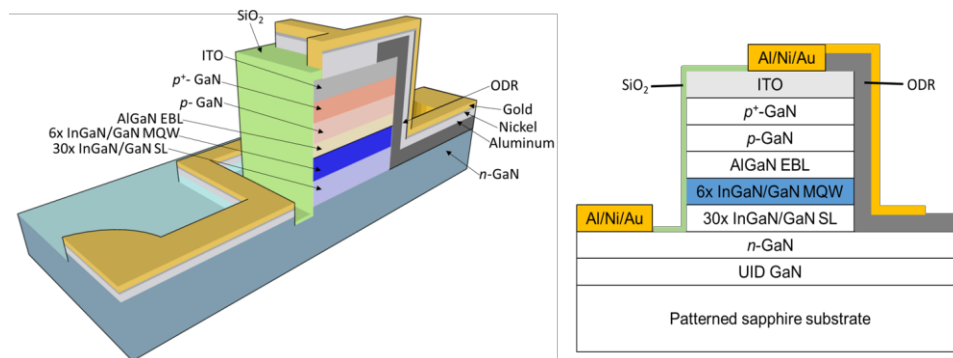 SiO2
ITO
p+- GaN
p- GaN
AlGaN EBL
6x InGaN/GaN MQW
30x InGaN/GaN SL
ODR
Gold
Nickel
Aluminum
n-GaN
Al/Ni/Au
SiO2
ITO
ODR
p+-GaN
p-GaN
AlGaN EBL
6x InGaN/GaN MQW
Al/Ni/Au
30x InGaN/GaN SL
n-GaN
UID GaN
Patterned sapphire substrate